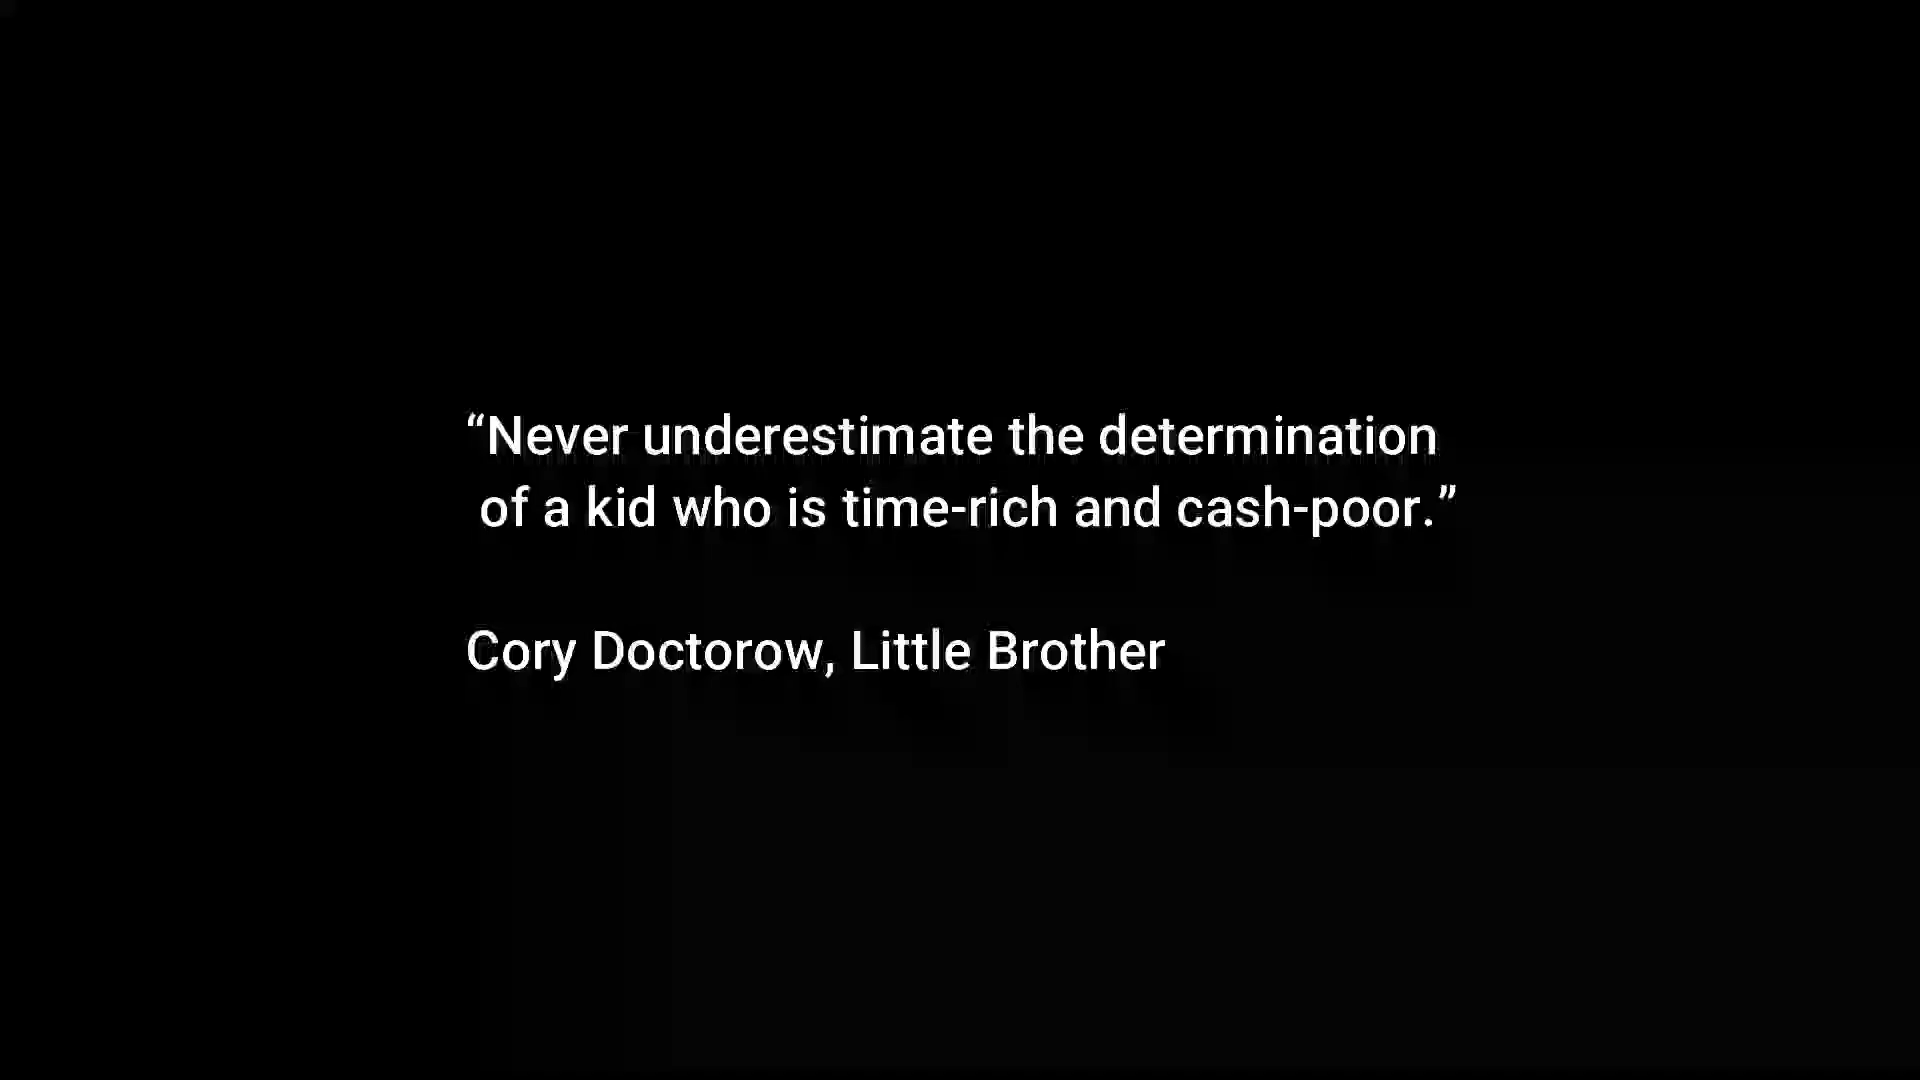 “Never underestimate the determination
of a kid who is time-rich and cash-poor.”
Cory Doctorow, Little Brother